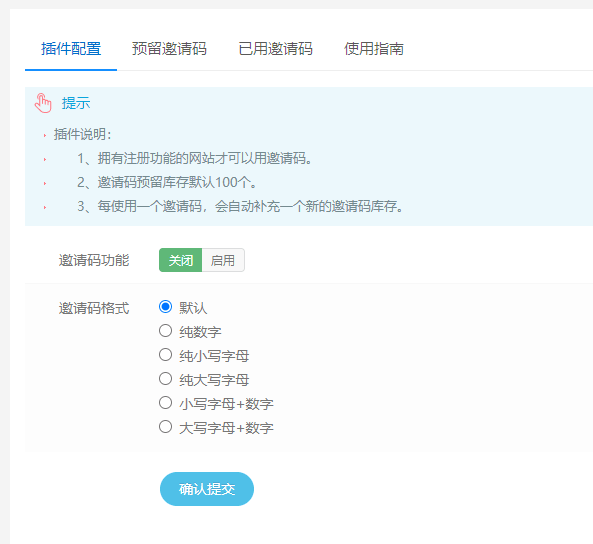 插件配置 预留邀请码 已用邀请码 使用指南
提示
插件说明：
1、拥有注册功能的网站才可以用邀请码。
2、邀请码预留库存默认100个。
3、每使用一个邀请码，会自动补充一个新的邀请码库存。
邀请码功能 关闭 启用
邀请码格式 默认
纯数字
纯小写字母
纯大写字母
小写字母+数字
大写字母+数字
确认提交